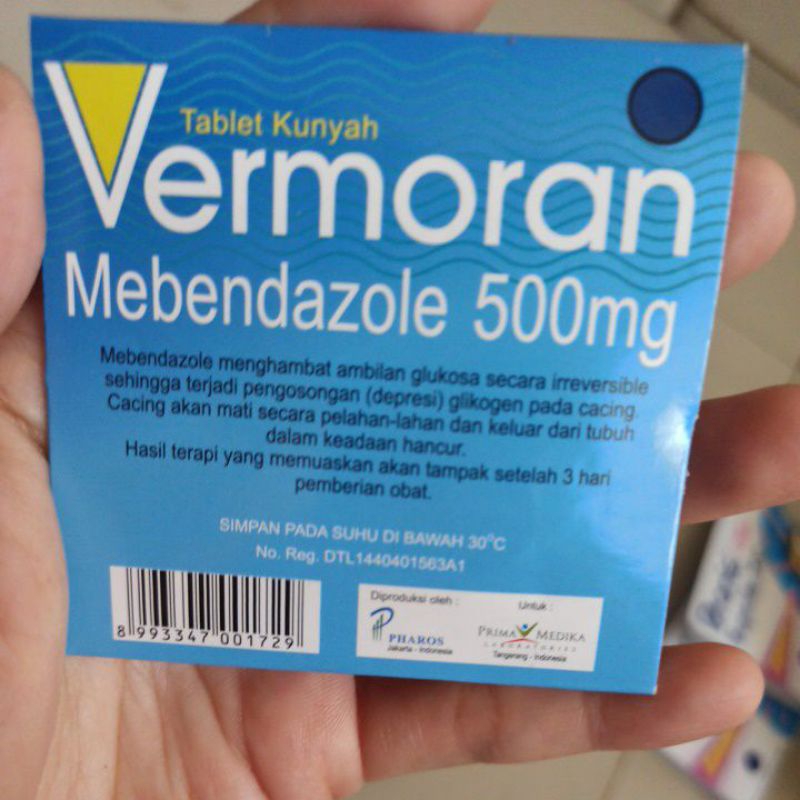 Tablet Kunyah
Vermoran
Mebendazole 500mg
Mebendazole menghambat ambilan glukosa secara irreversible
sehingga terjadi pengosongan (depresi) glikogen pada cacing.
Cacing akan mati secara pelahan-lahan dan keluar dari tubuh
dalam keadaan hancur.
Hasil terapi yang memuaskan akan tampak setelah 3 hari
pemberian obat.
SIMPAN PADA SUHU DI BAWAH 30°C
No. Reg. DTL1440401563A1
8 993347 001729
Diproduksi oleh :
PHAROS
Jakarta - Indonesia
Untuk :
PRIMA MEDIKA
LABORATORIES
Tangerang - Indonesia